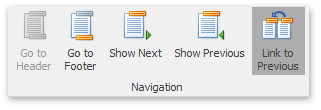 Go to Header
Go to Footer
Show Next
Show Previous
Link to Previous
Navigation